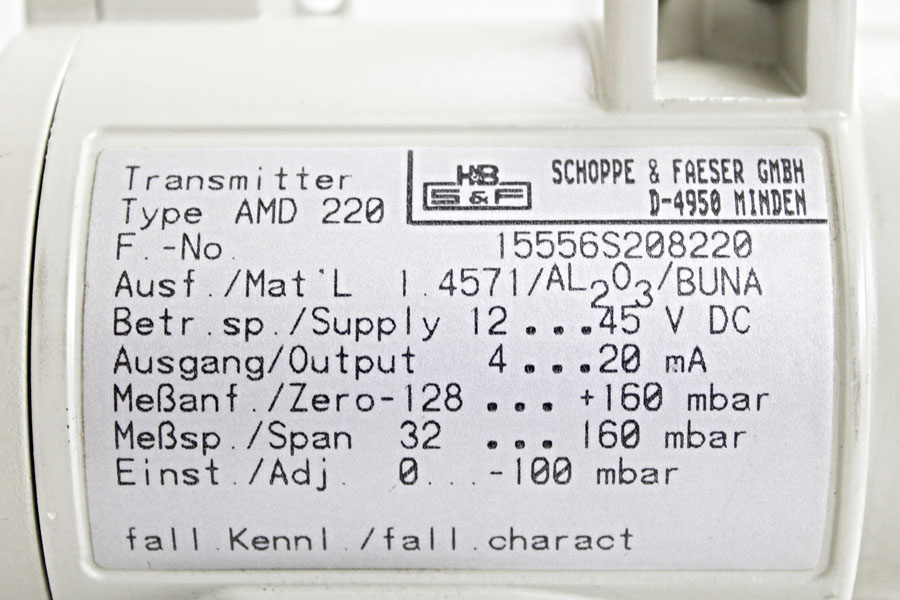 Transmitter
Type AMD 220
H&B
S&F
SCHOPPE & FAESER GMBH
D-4950 MINDEN
F.-No. 15556S208220
Ausf./Mat'L 1.4571/AL₂O₃/BUNA
Betr.sp./Supply 12 ...45 V DC
Ausgang/Output 4 ...20 mA
Meßanf./Zero-128 ... +160 mbar
Meßsp./Span 32 ... 160 mbar
Einst./Adj. 0...-100 mbar
fall.Kennl./fall.charact